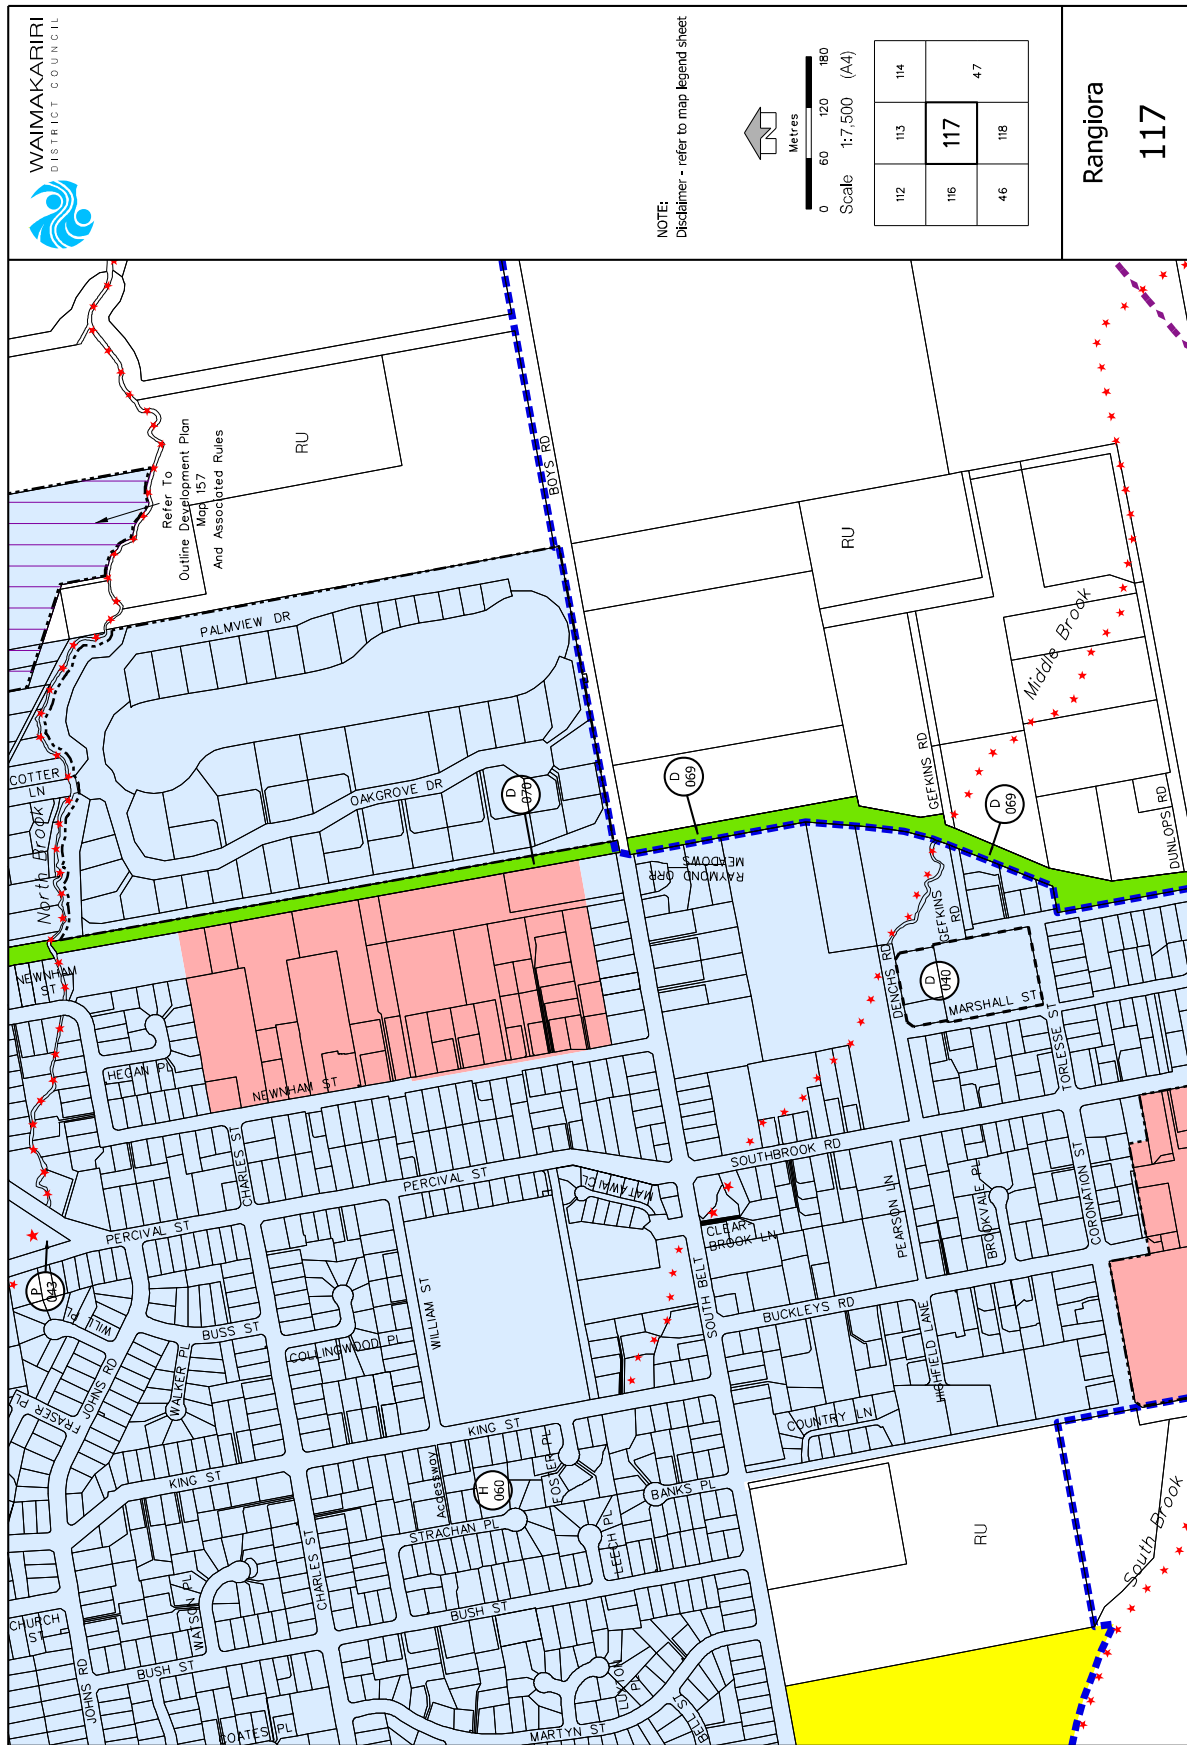 WAIMAKARIRI
DISTRICT COUNCIL
NOTE:
Disclaimer - refer to map legend sheet
Metres
0 60 120 180
Scale 1:7,500 (A4)
112 113 114
116 117 47
46 118
Rangiora
117
Refer To
Outline Development Plan
Map 157
And Associated Rules
RU
BOYS RD
RU
Middle Brook
PALMVIEW DR
OAKGROVE DR
COTTER
LN
North Brook
D
070
D
069
D
069
GEFKINS RD
DUNLOPS RD
RAYMOND ORR
MEADOWS
GEFKINS
RD
DENCHS RD
D
040
MARSHALL ST
TORLESSE ST
NEWNHAM
ST
HEGAN PL
NEWNHAM ST
CHARLES ST
PERCIVAL ST
PERCIVAL ST
MATAWAI CL
SOUTHBROOK RD
CLEAR-
BROOK LN
PEARSON LN
BROOKVALE PL
CORONATION ST
P
043
WILL PL
BUSS ST
COLLINGWOOD PL
WILLIAM ST
SOUTH BELT
BUCKLEYS RD
HIGHFIELD LANE
FRASER PL
JOHNS RD
WALKER PL
KING ST
KING ST
COUNTRY LN
Accessway
H
060
FOSTER PL
BANKS PL
STRACHAN PL
LEECH PL
CHARLES ST
BUSH ST
CHURCH
ST
WATSON PL
BUSH ST
JOHNS RD
COATES PL
MARTYN ST
LUXTON
PL
BELL ST
RU
South Brook